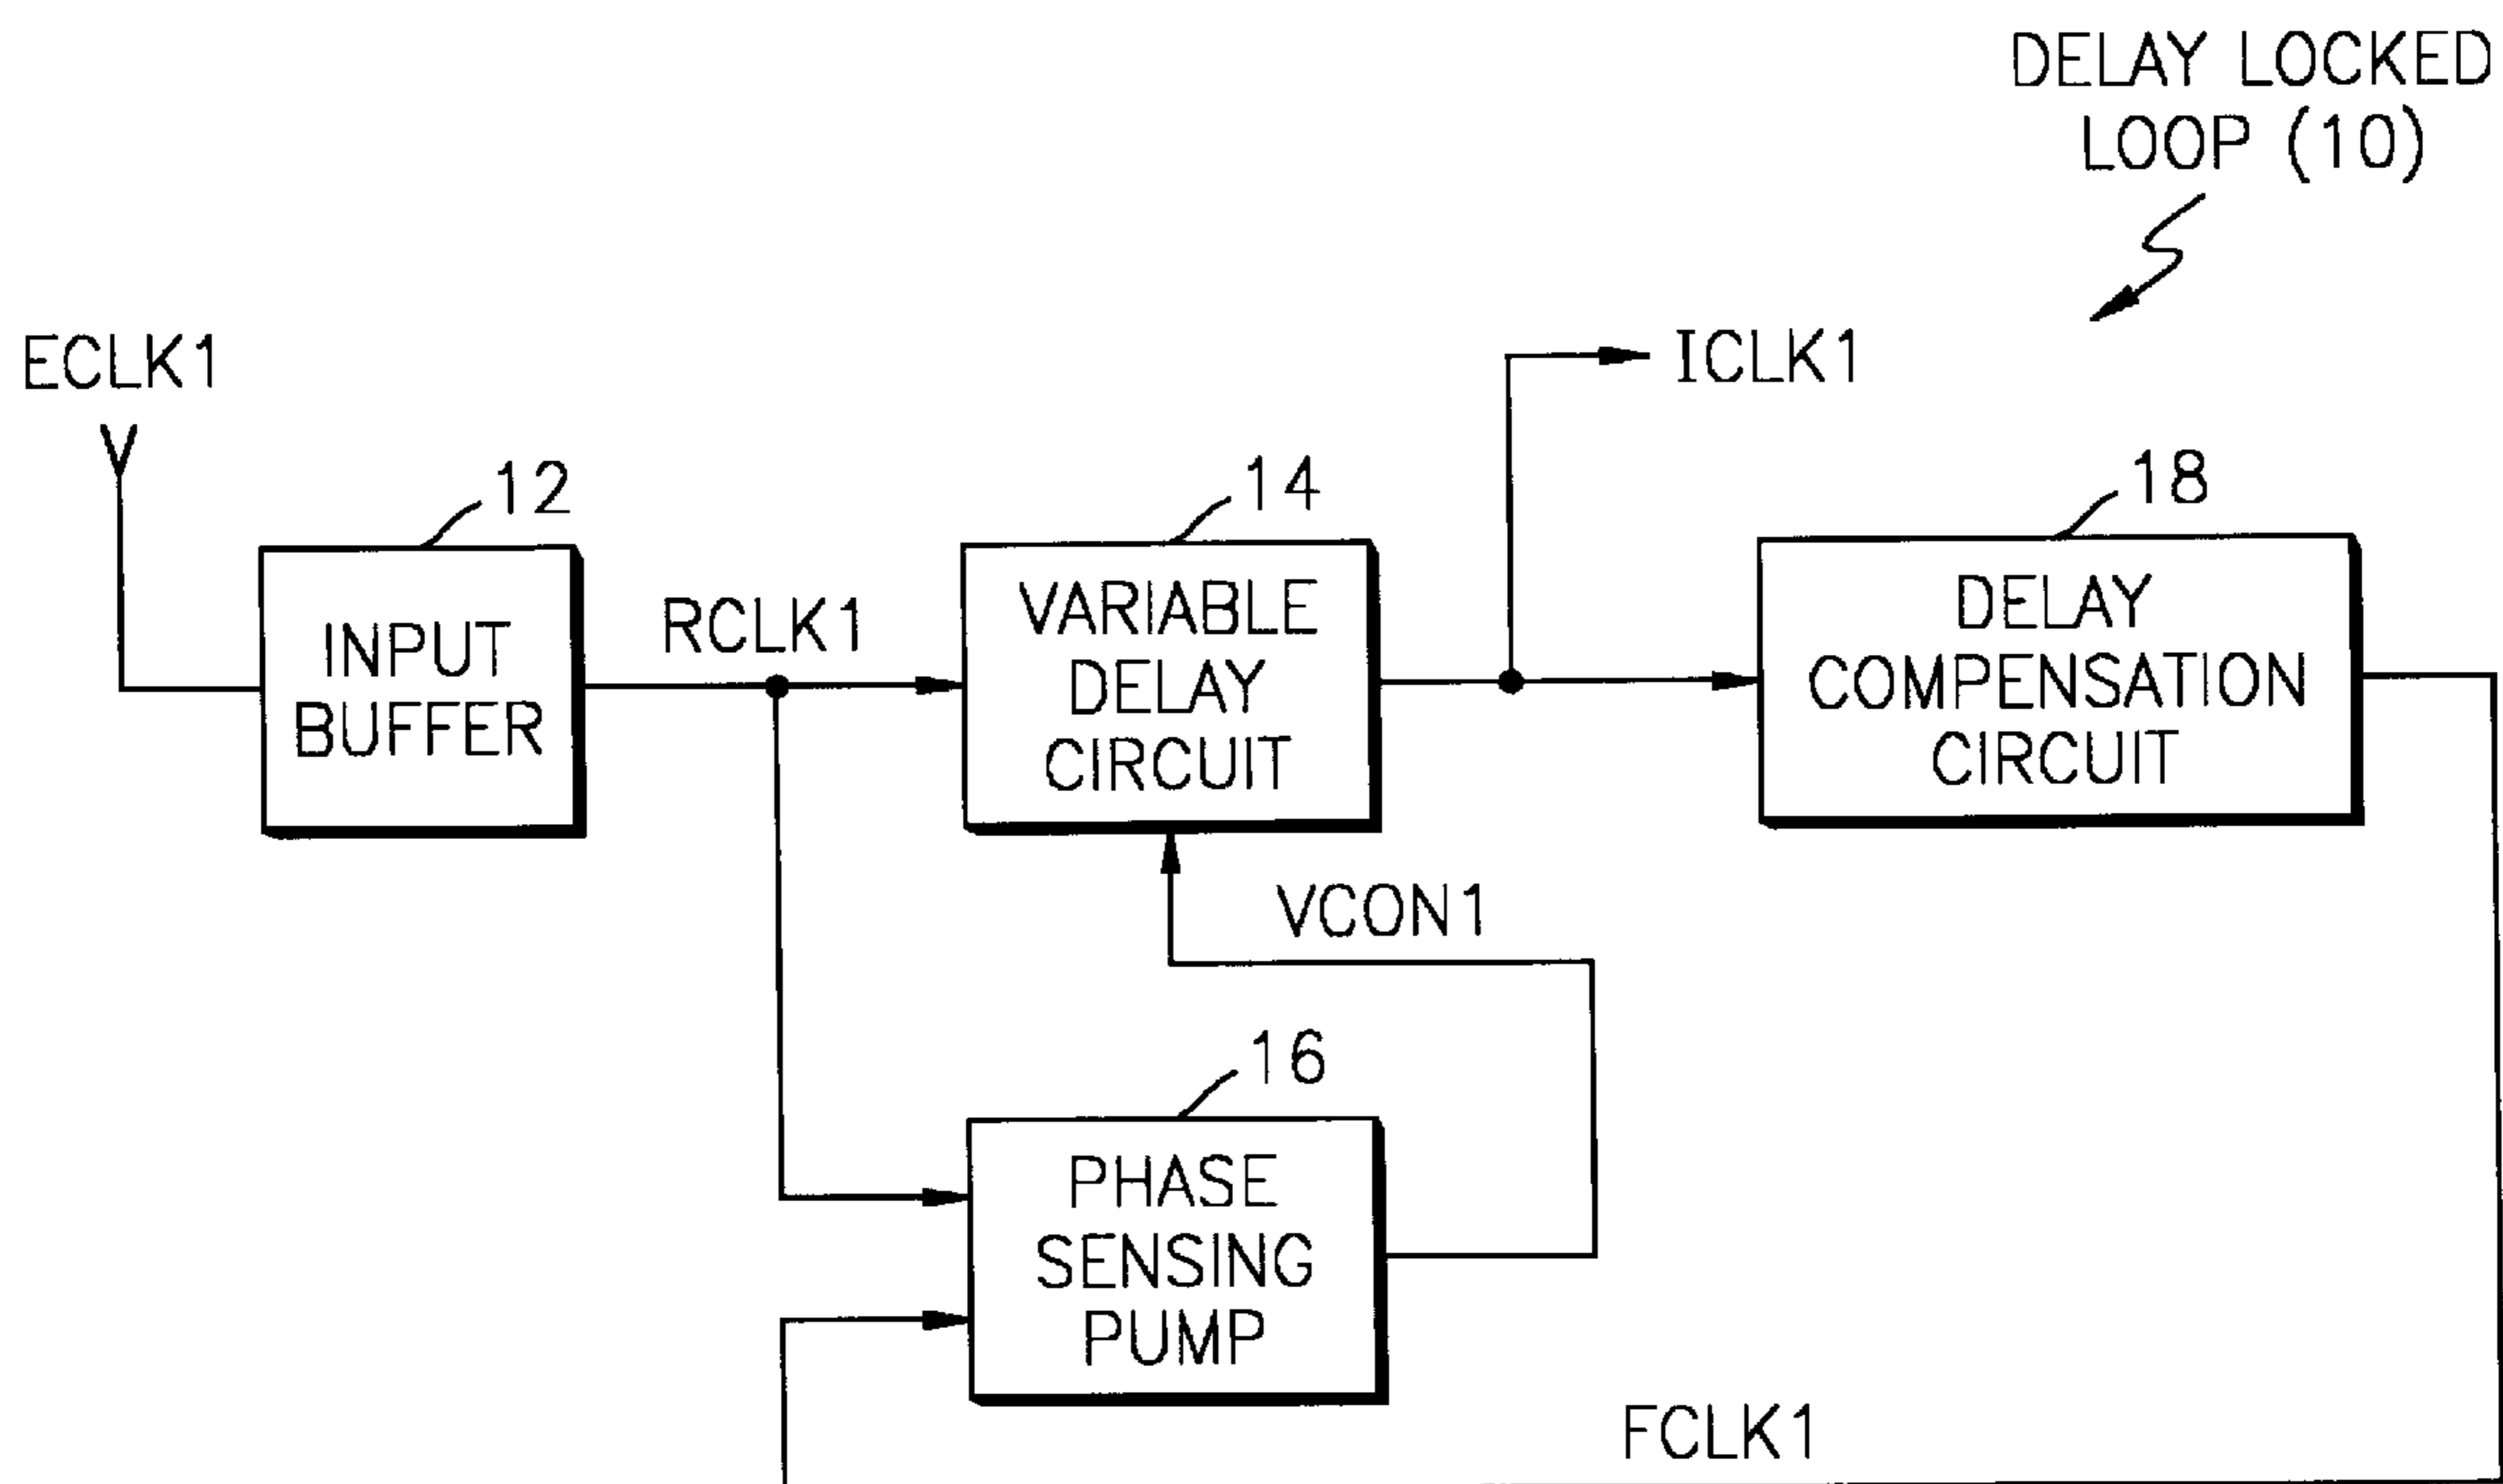 DELAY LOCKED
LOOP (10)
ECLK1
ICLK1
12
14
18
INPUT
BUFFER
RCLK1
VARIABLE
DELAY
CIRCUIT
DELAY
COMPENSATION
CIRCUIT
VCON1
16
PHASE
SENSING
PUMP
FCLK1